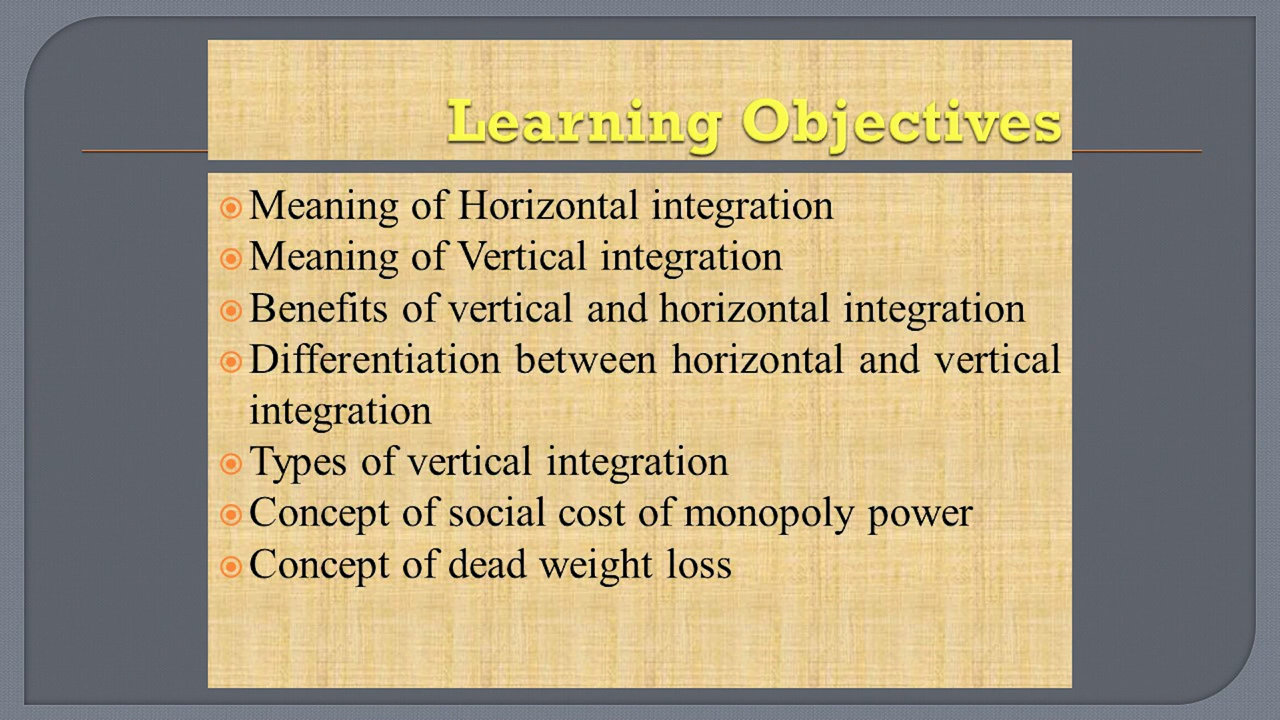 Learning Objectives
Meaning of Horizontal integration
Meaning of Vertical integration
Benefits of vertical and horizontal integration
Differentiation between horizontal and vertical
integration
Types of vertical integration
Concept of social cost of monopoly power
Concept of dead weight loss